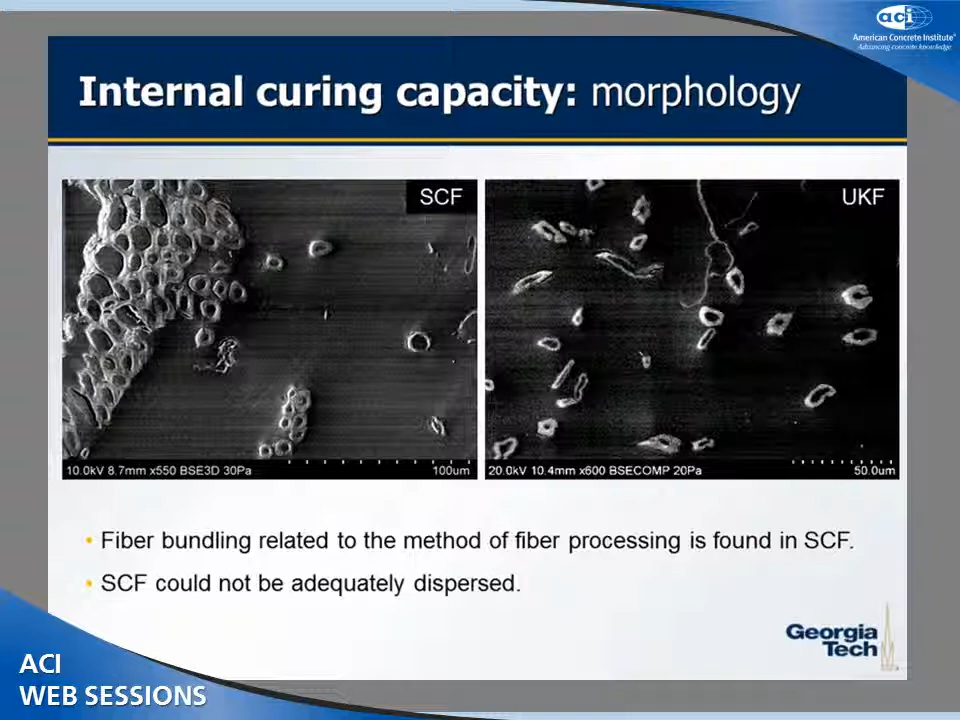 aci
American Concrete Institute®
Advancing concrete knowledge
Internal curing capacity: morphology
SCF
UKF
10.0kV 8.7mm x550 BSE3D 30Pa 100um
20.0kV 10.4mm x600 BSECOMP 20Pa 50.0um
• Fiber bundling related to the method of fiber processing is found in SCF.
• SCF could not be adequately dispersed.
Georgia
Tech
ACI
WEB SESSIONS